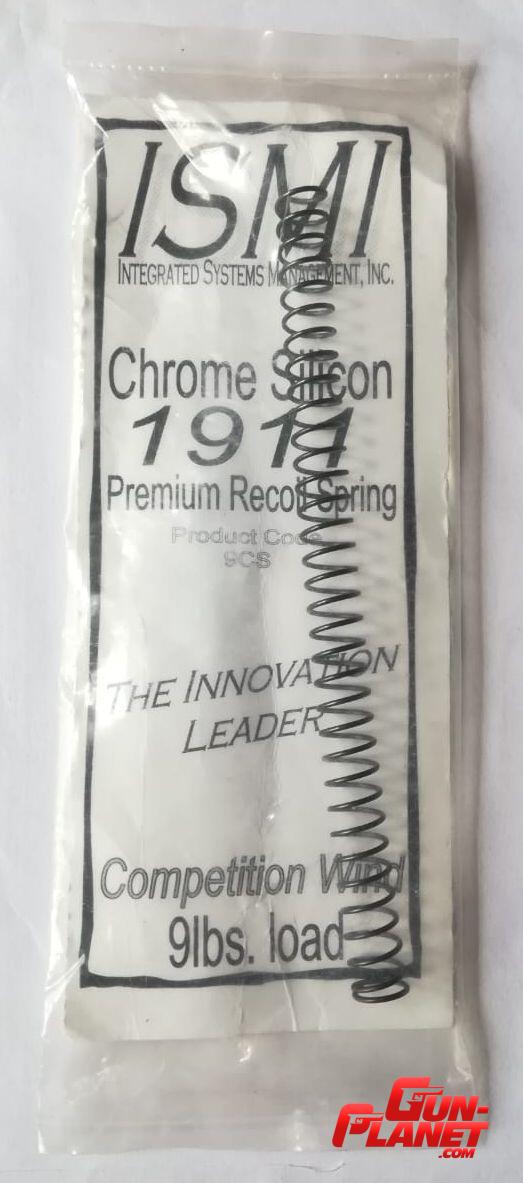 ISMI
INTEGRATED SYSTEMS MANAGEMENT, INC.
Chrome Silicon
1911
Premium Recoil Spring
Product Code
9CS
THE INNOVATION
LEADER
Competition Wind
9lbs. load
GUN-
PLANET
.COM